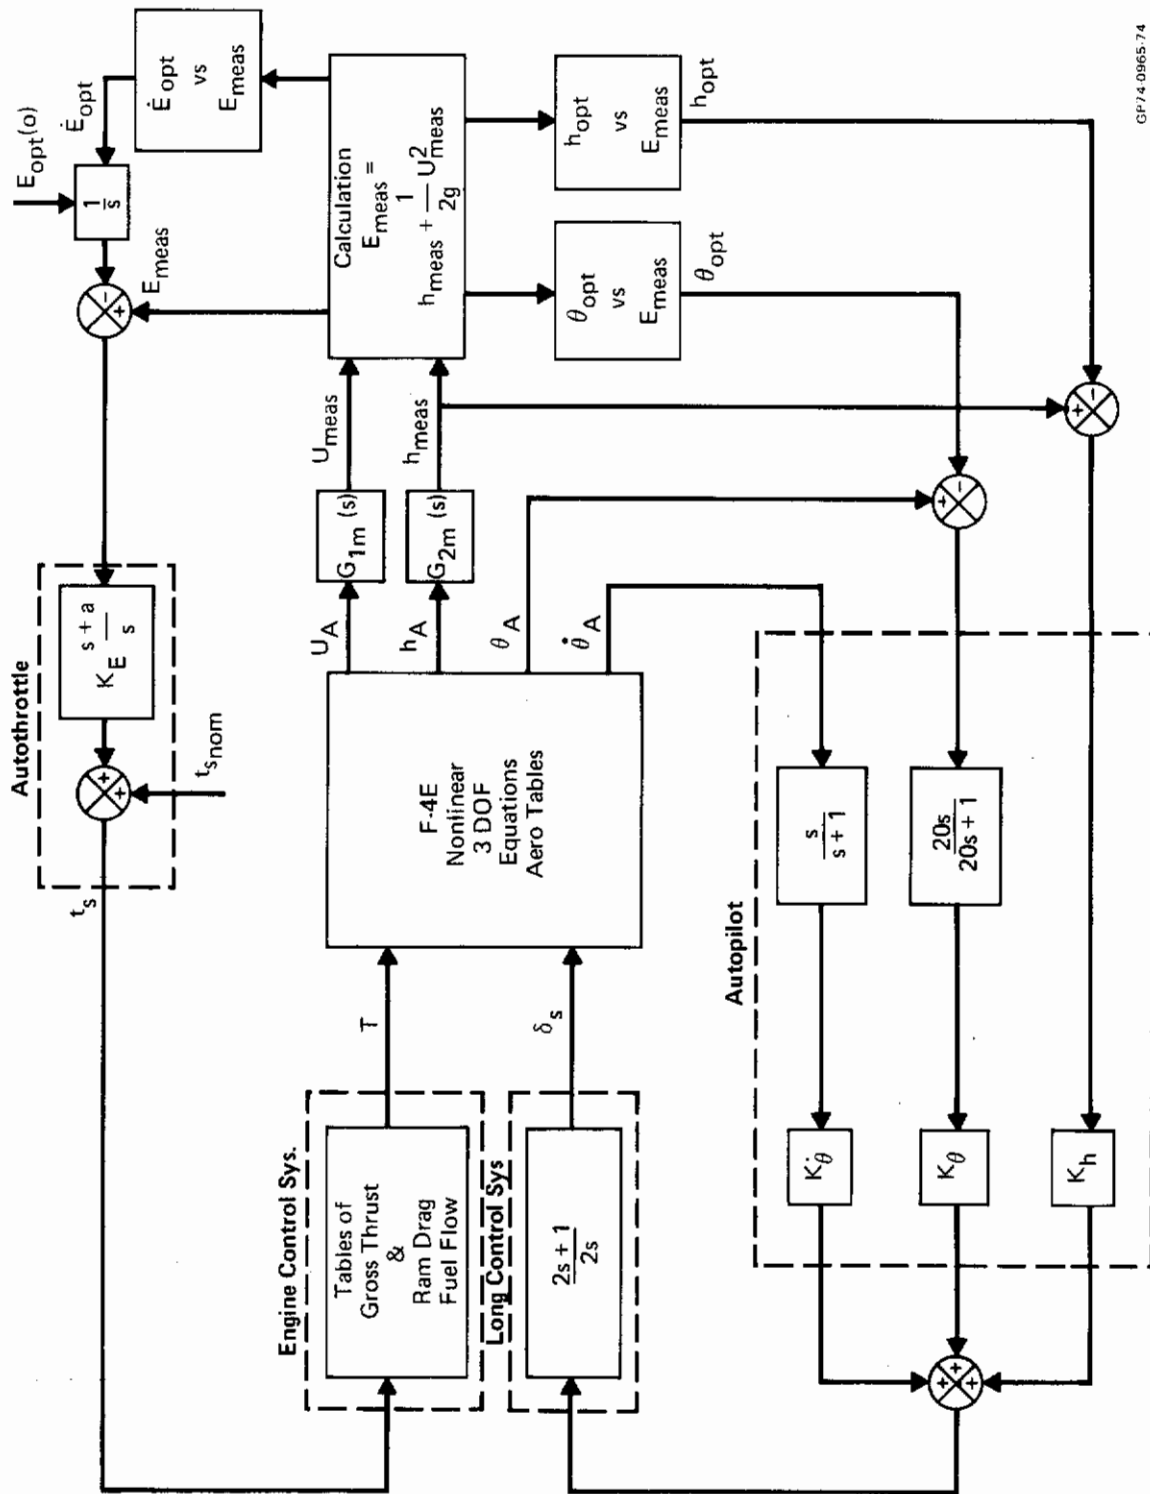 E_opt(o)
Ė_opt
1/s
Ė_opt
vs
E_meas
E_meas
-
+
Autothrottle
K_E (s + a)/s
+
+
t_snom
t_s
Calculation
E_meas =
h_meas + 1/2g U²_meas
U_meas
h_meas
G_1m (s)
G_2m (s)
U_A
h_A
θ_A
θ̇_A
h_opt
vs
E_meas
h_opt
θ_opt
vs
E_meas
θ_opt
+
-
+
-
F-4E
Nonlinear
3 DOF
Equations
Aero Tables
T
δ_s
Engine Control Sys.
Tables of
Gross Thrust
&
Ram Drag
Fuel Flow
Long Control Sys
2s + 1/2s
Autopilot
s/s + 1
20s/20s + 1
K_θ̇
K_θ
K_h
+
+
+
GP74-0965-74